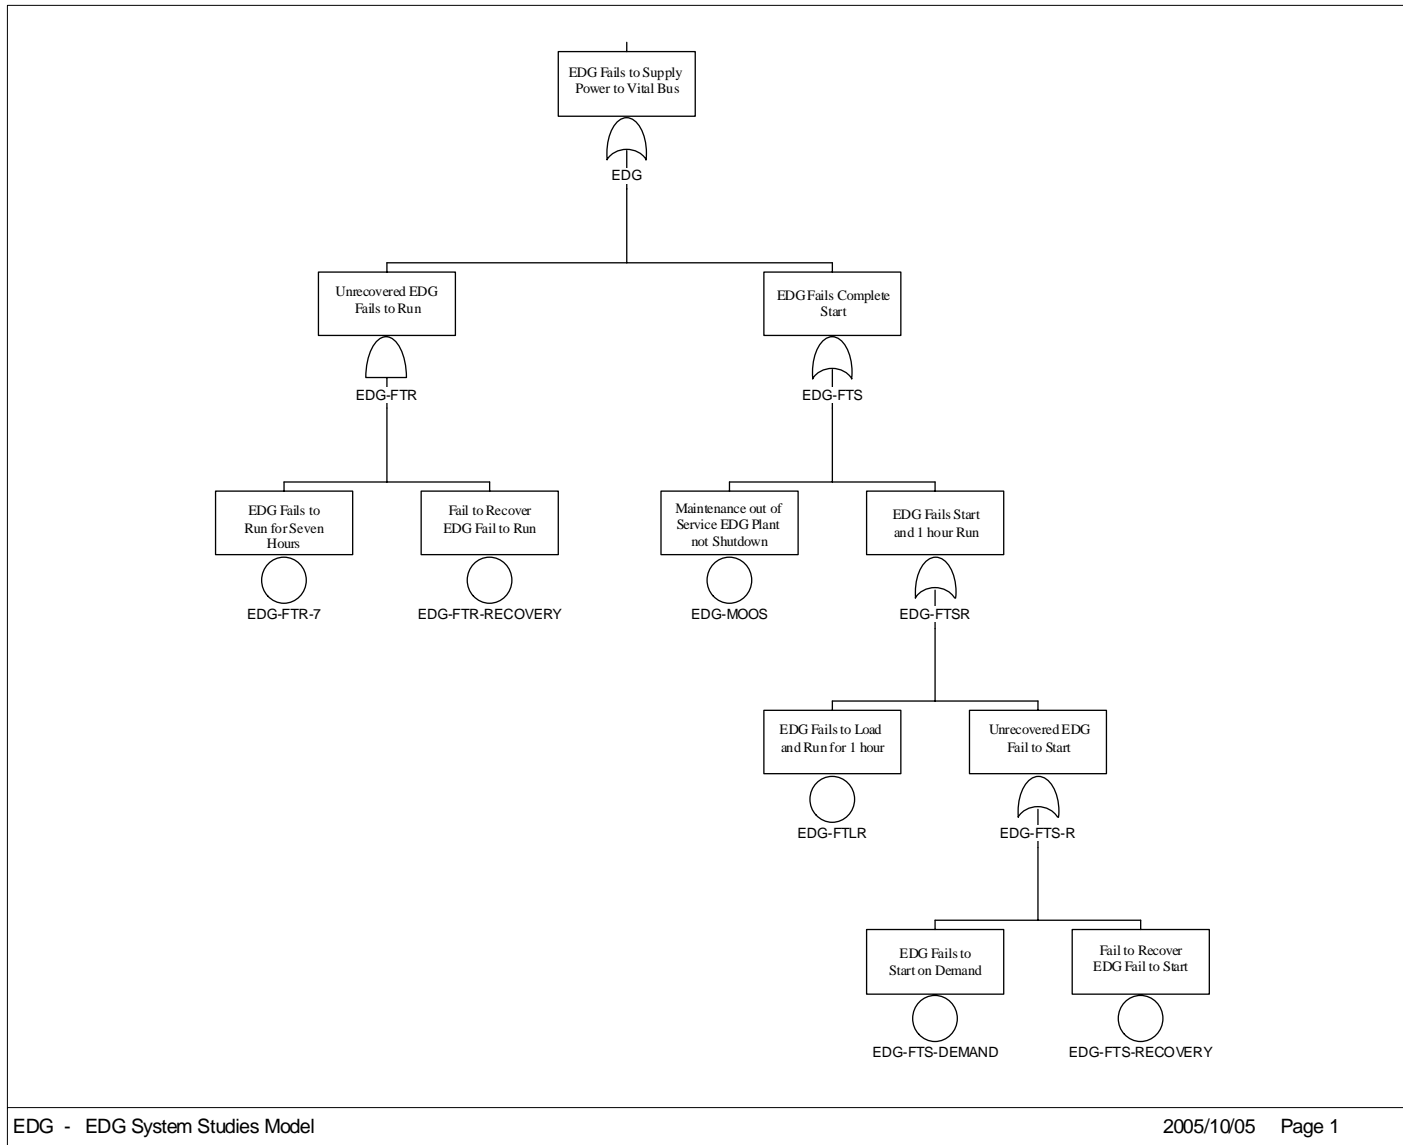 EDG Fails to Supply
Power to Vital Bus
EDG
Unrecovered EDG
Fails to Run
EDG-FTR
EDG Fails Complete
Start
EDG-FTS
EDG Fails to
Run for Seven
Hours
EDG-FTR-7
Fail to Recover
EDG Fail to Run
EDG-FTR-RECOVERY
Maintenance out of
Service EDG Plant
not Shutdown
EDG-MOOS
EDG Fails Start
and 1 hour Run
EDG-FTSR
EDG Fails to Load
and Run for 1 hour
EDG-FTLR
Unrecovered EDG
Fail to Start
EDG-FTS-R
EDG Fails to
Start on Demand
EDG-FTS-DEMAND
Fail to Recover
EDG Fail to Start
EDG-FTS-RECOVERY
EDG - EDG System Studies Model
2005/10/05 Page 1